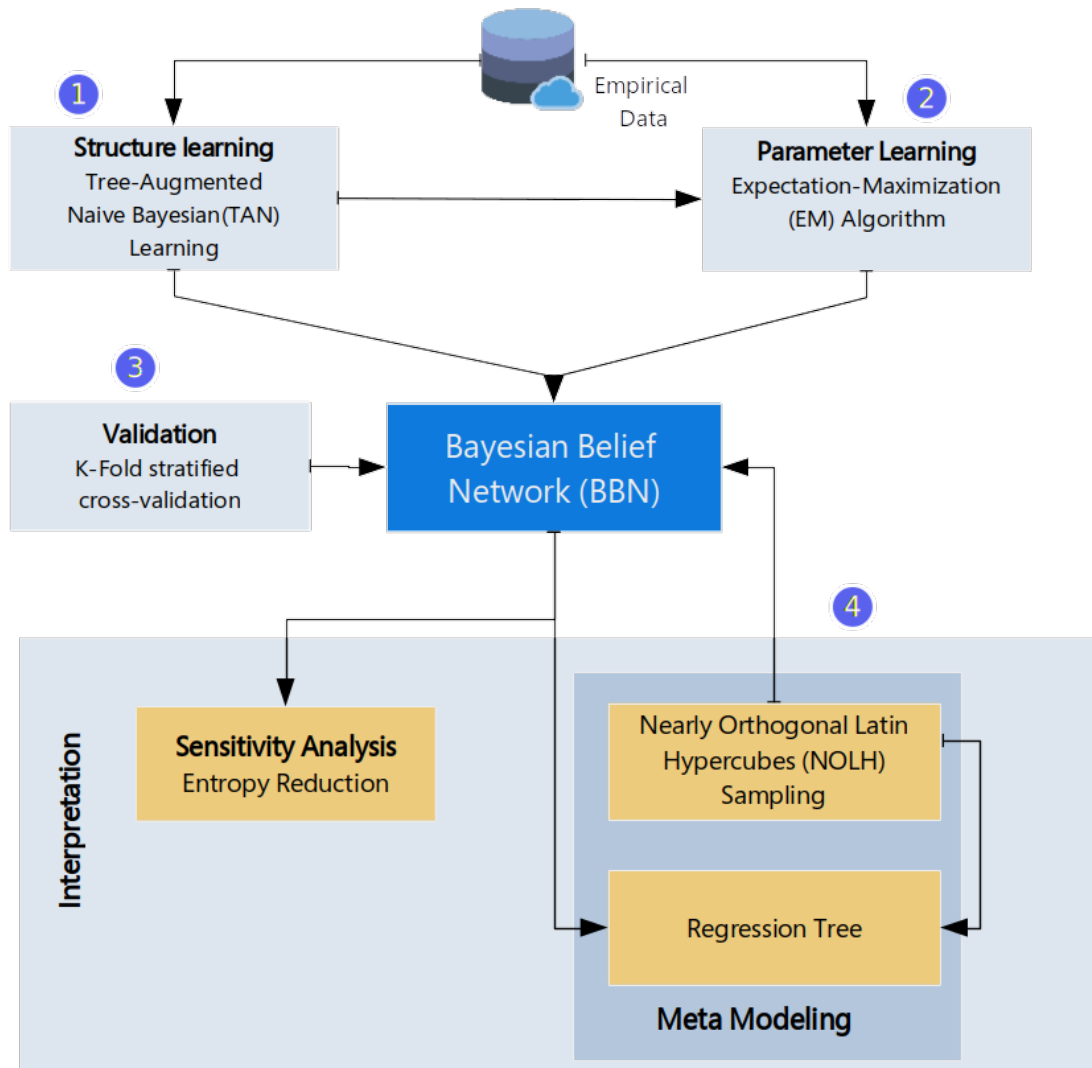 Empirical
Data
1
Structure learning
Tree-Augmented
Naive Bayesian(TAN)
Learning
2
Parameter Learning
Expectation-Maximization
(EM) Algorithm
3
Validation
K-Fold stratified
cross-validation
Bayesian Belief
Network (BBN)
4
Interpretation
Sensitivity Analysis
Entropy Reduction
Nearly Orthogonal Latin
Hypercubes (NOLH)
Sampling
Regression Tree
Meta Modeling